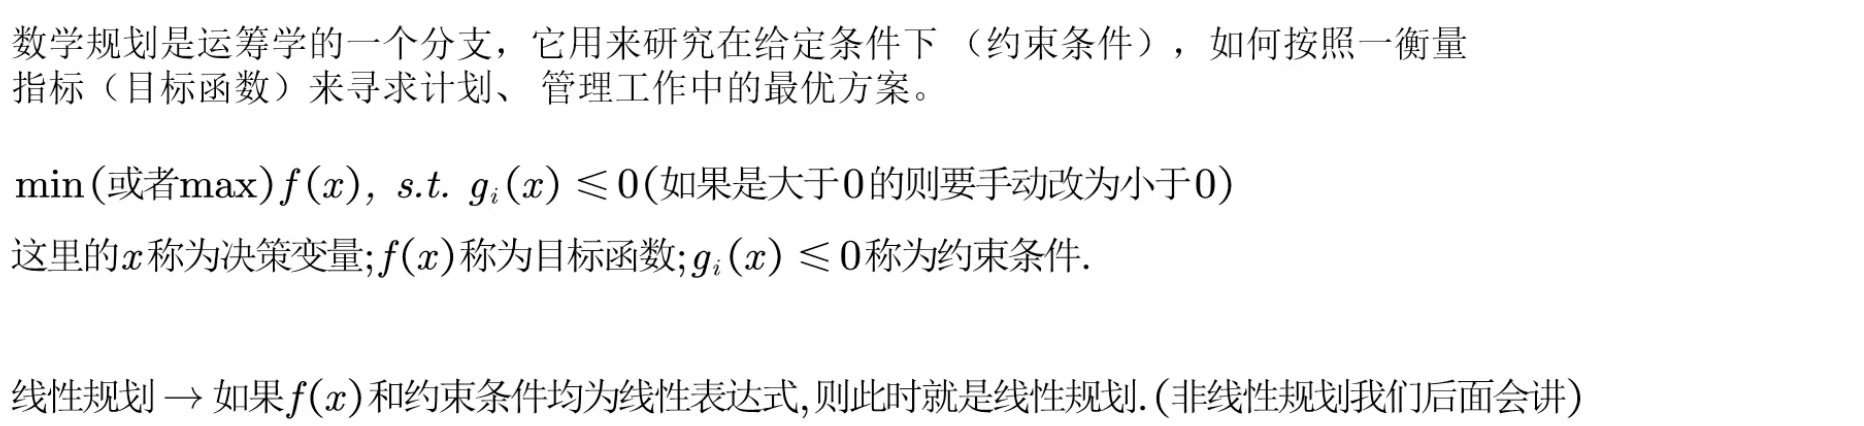 数学规划是运筹学的一个分支，它用来研究在给定条件下 （约束条件），如何按照一衡量
指标（目标函数）来寻求计划、 管理工作中的最优方案。
min(或者max)f(x), s.t. gᵢ(x) ⩽ 0(如果是大于0的则要手动改为小于0)
这里的x称为决策变量;f(x)称为目标函数;gᵢ(x) ⩽ 0称为约束条件.
线性规划 → 如果f(x)和约束条件均为线性表达式,则此时就是线性规划.(非线性规划我们后面会讲)